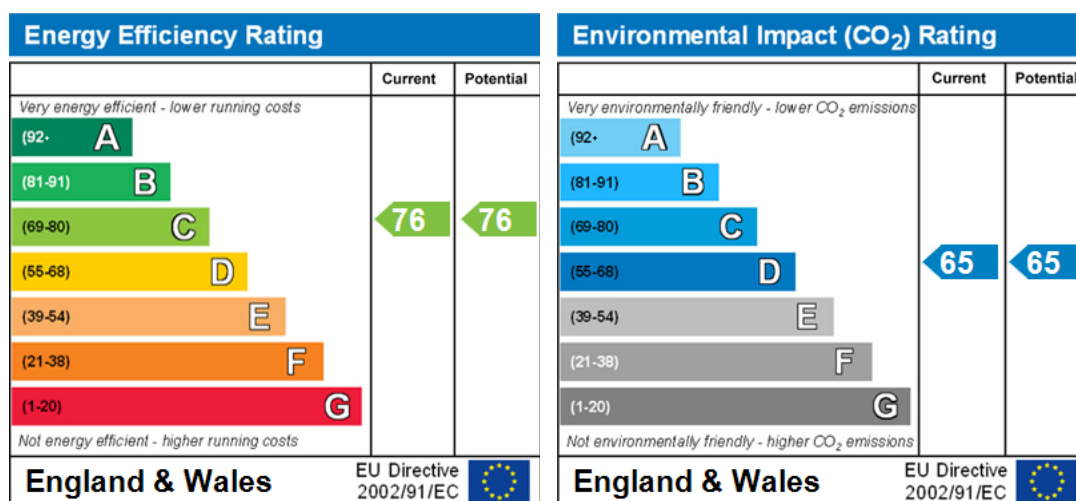 Energy Efficiency Rating
Current Potential
Very energy efficient - lower running costs
(92+ A
(81-91) B
(69-80) C
76 76
(55-68) D
(39-54) E
(21-38) F
(1-20) G
Not energy efficient - higher running costs
England & Wales
EU Directive
2002/91/EC
Environmental Impact (CO2) Rating
Current Potential
Very environmentally friendly - lower CO2 emissions
(92+ A
(81-91) B
(69-80) C
(55-68) D
65 65
(39-54) E
(21-38) F
(1-20) G
Not environmentally friendly - higher CO2 emissions
England & Wales
EU Directive
2002/91/EC